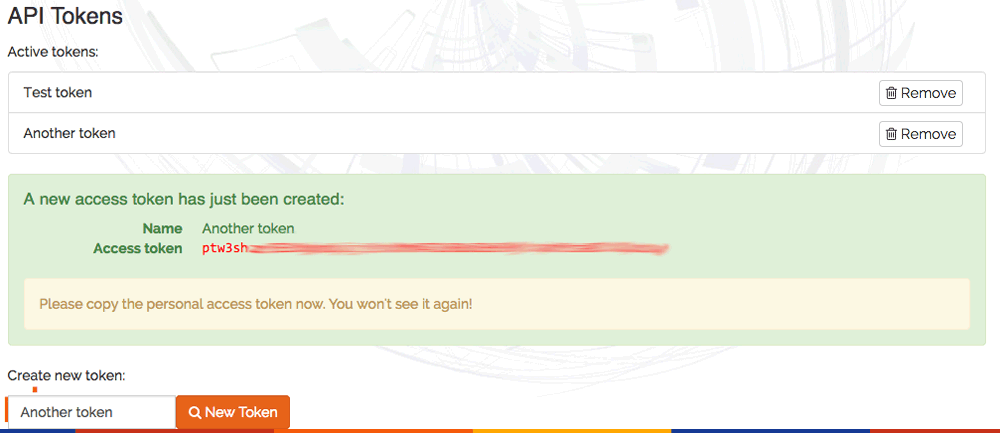 API Tokens
Active tokens:
Test token
Remove
Another token
Remove
A new access token has just been created:
Name Another token
Access token ptw3sh
Please copy the personal access token now. You won't see it again!
Create new token:
Another token
New Token